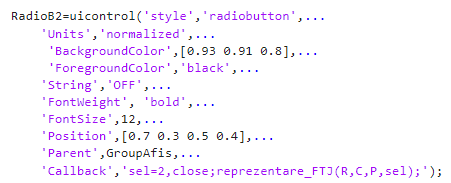 RadioB2=uicontrol('style','radiobutton',...
'Units','normalized',...
'BackgroundColor',[0.93 0.91 0.8],...
'ForegroundColor','black',...
'String','OFF',...
'FontWeight', 'bold',...
'FontSize',12,...
'Position',[0.7 0.3 0.5 0.4],...
'Parent',GroupAfis,...
'Callback','sel=2,close;reprezentare_FTJ(R,C,P,sel);');